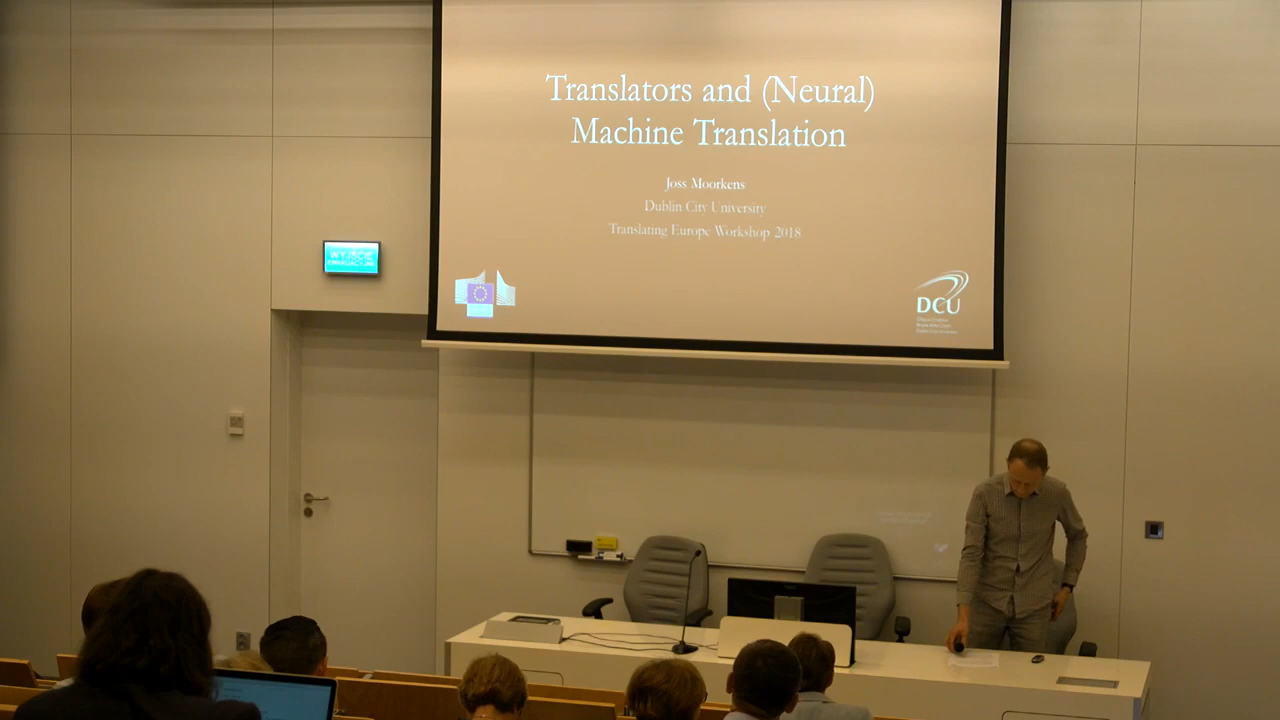 Translators and (Neural)
Machine Translation
Joss Moorkens
Dublin City University
Translating Europe Workshop 2018
DCU
WYJŚCIE